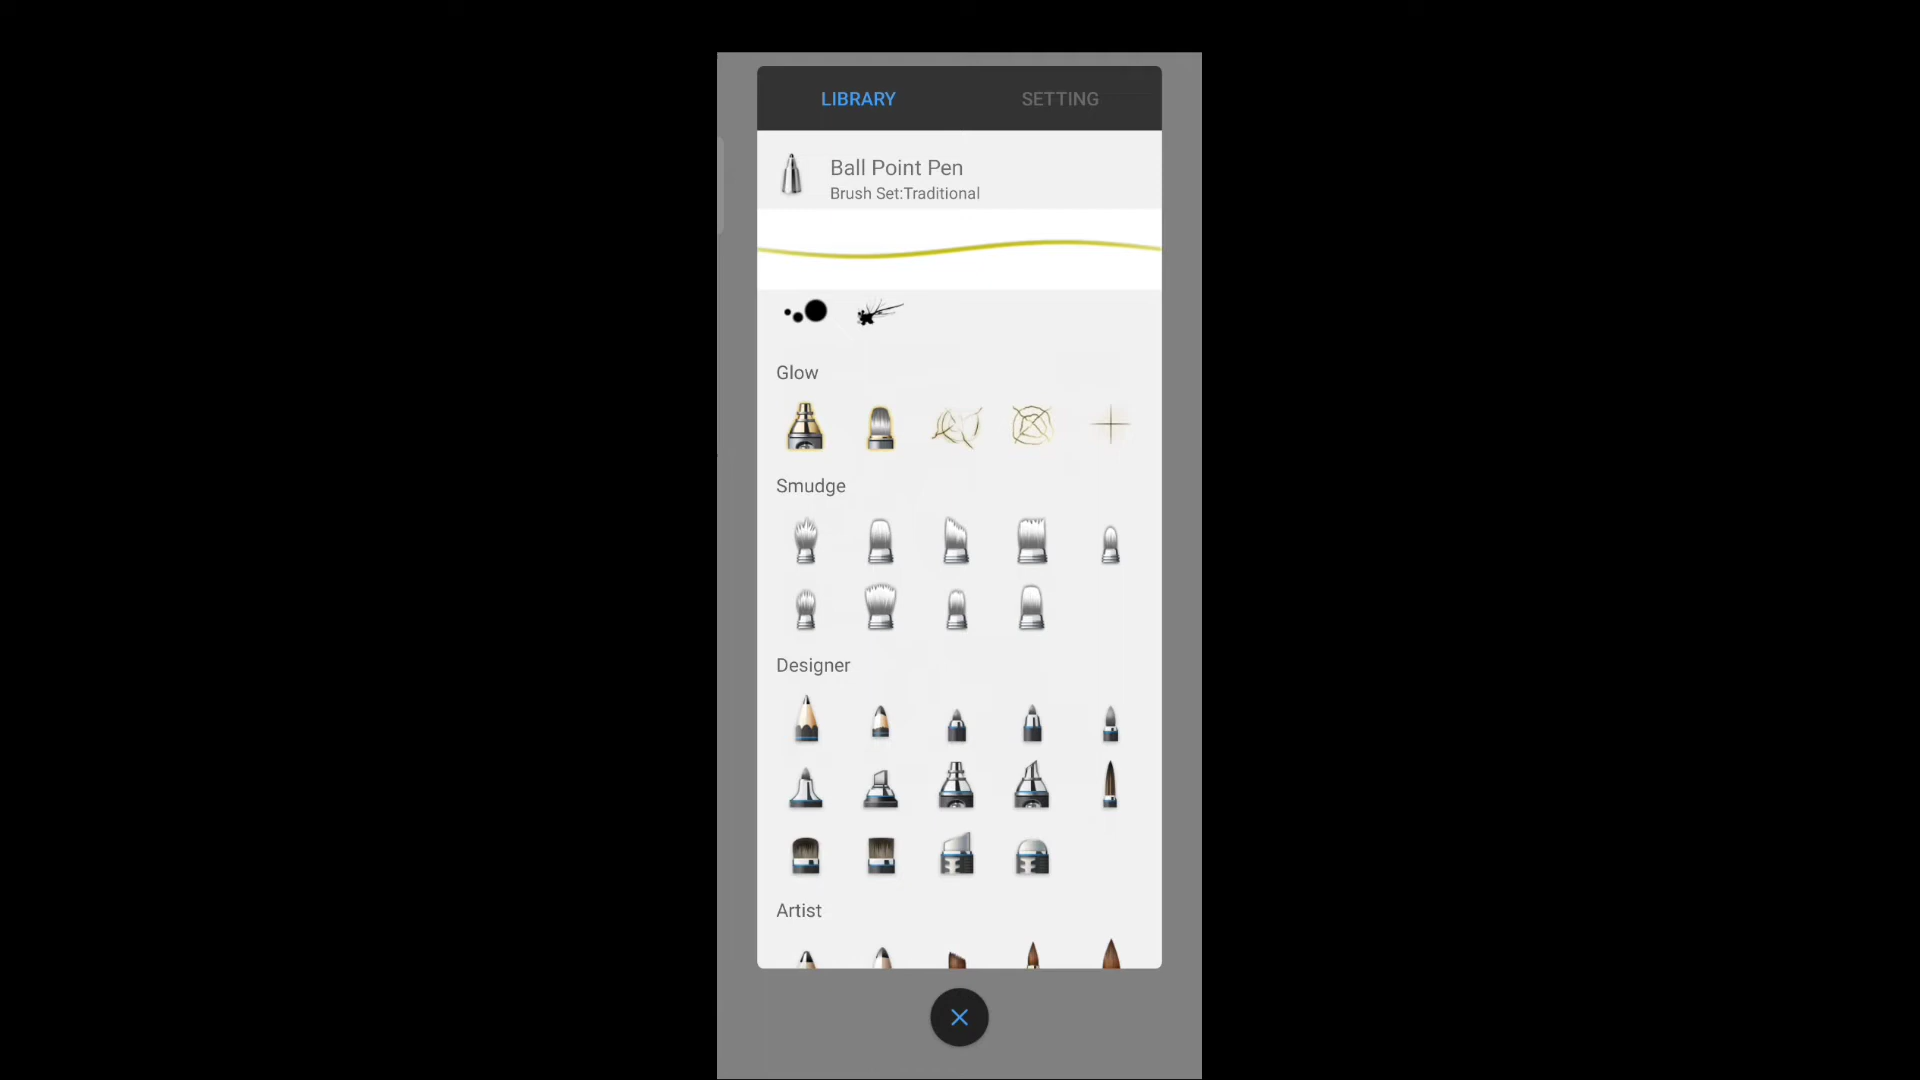 LIBRARY SETTING
Ball Point Pen
Brush Set:Traditional
Glow
Smudge
Designer
Artist